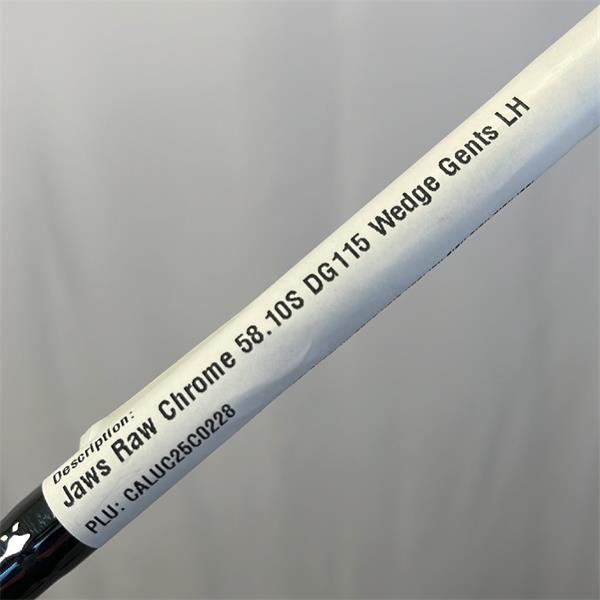 Description:
Jaws Raw Chrome 58.10S DG115 Wedge Gents LH
PLU: CALUC25C0228